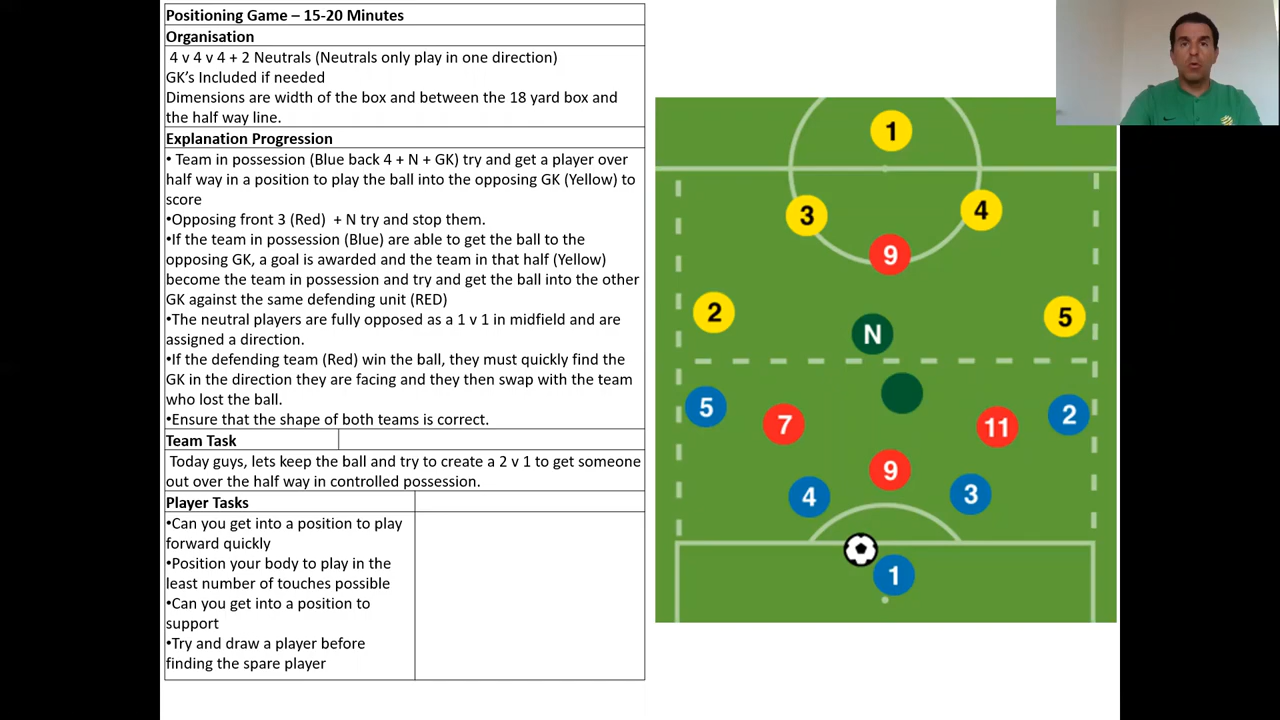 Positioning Game – 15-20 Minutes
Organisation
4 v 4 v 4 + 2 Neutrals (Neutrals only play in one direction)
GK’s Included if needed
Dimensions are width of the box and between the 18 yard box and
the half way line.
Explanation Progression
• Team in possession (Blue back 4 + N + GK) try and get a player over
half way in a position to play the ball into the opposing GK (Yellow) to
score
•Opposing front 3 (Red) + N try and stop them.
•If the team in possession (Blue) are able to get the ball to the
opposing GK, a goal is awarded and the team in that half (Yellow)
become the team in possession and try and get the ball into the other
GK against the same defending unit (RED)
•The neutral players are fully opposed as a 1 v 1 in midfield and are
assigned a direction.
•If the defending team (Red) win the ball, they must quickly find the
GK in the direction they are facing and they then swap with the team
who lost the ball.
•Ensure that the shape of both teams is correct.
Team Task
Today guys, lets keep the ball and try to create a 2 v 1 to get someone
out over the half way in controlled possession.
Player Tasks
•Can you get into a position to play
forward quickly
•Position your body to play in the
least number of touches possible
•Can you get into a position to
support
•Try and draw a player before
finding the spare player
1
3 4
9
2 5
N
5 7 11 2
9
4 3
1